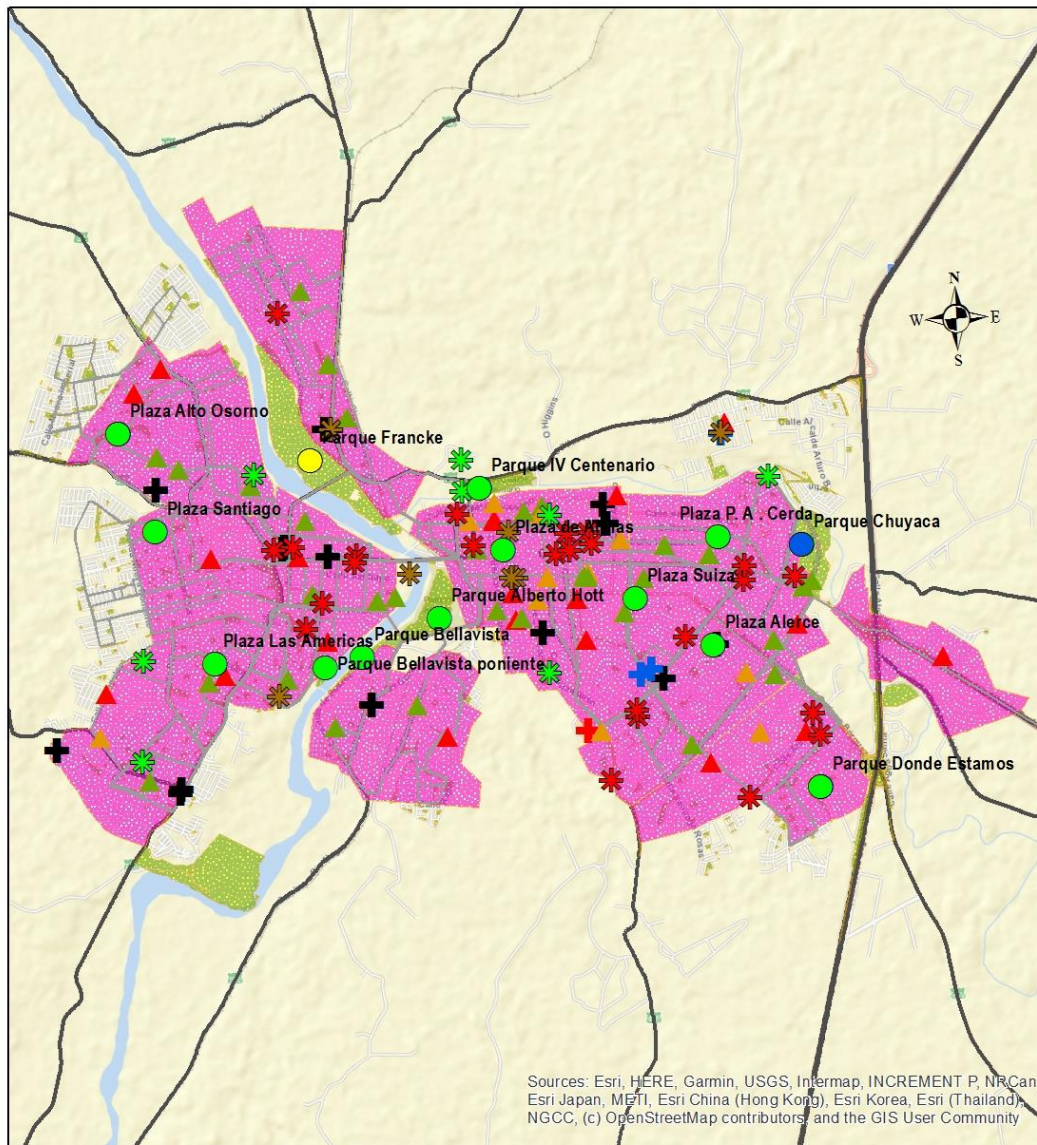 N
W
E
S
O Higgins
Plaza Alto Osorno
Parque Francke
Parque IV Centenario
Plaza Santiago
Plaza de Armas
Plaza P. A . Cerda
Parque Chuyaca
Plaza Suiza
Parque Alberto Hott
Plaza Alerce
Parque Bellavista
Plaza Las Americas
Parque Bellavista poniente
Parque Donde Estamos
Sources: Esri, HERE, Garmin, USGS, Intermap, INCREMENT P, NRCan,
Esri Japan, METI, Esri China (Hong Kong), Esri Korea, Esri (Thailand),
NGCC, (c) OpenStreetMap contributors, and the GIS User Community